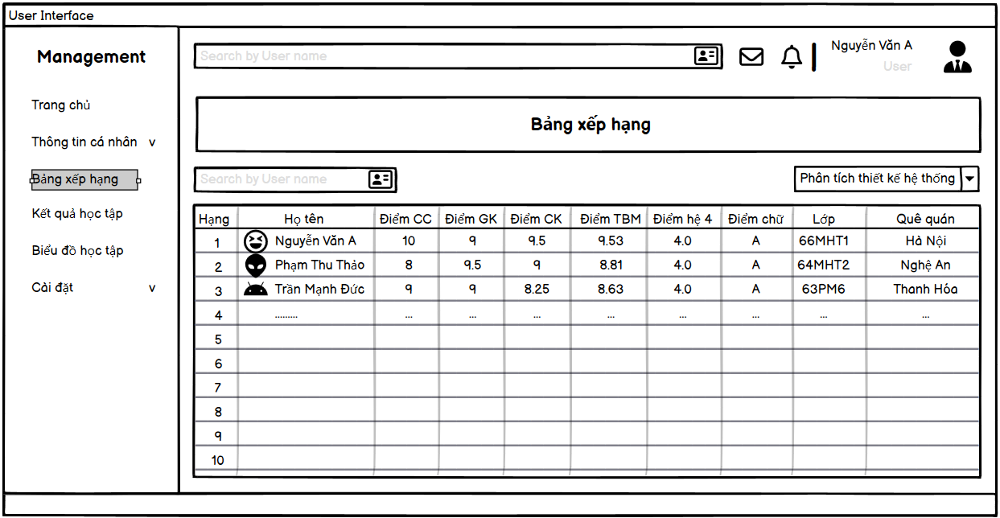 User Interface
Management
Trang chủ
Thông tin cá nhân v
Bảng xếp hạng
Kết quả học tập
Biểu đồ học tập
Cài đặt v
Search by User name
Nguyễn Văn A
User
Bảng xếp hạng
Search by User name
Phân tích thiết kế hệ thống
Hạng Họ tên Điểm CC Điểm GK Điểm CK Điểm TBM Điểm hệ 4 Điểm chữ Lớp Quê quán
1 Nguyễn Văn A 10 9 9.5 9.53 4.0 A 66MHT1 Hà Nội
2 Phạm Thu Thảo 8 9.5 9 8.81 4.0 A 64MHT2 Nghệ An
3 Trần Mạnh Đức 9 9 8.25 8.63 4.0 A 63PM6 Thanh Hóa
4 ......... ... ... ... ... ... ... ... ...
5
6
7
8
9
10